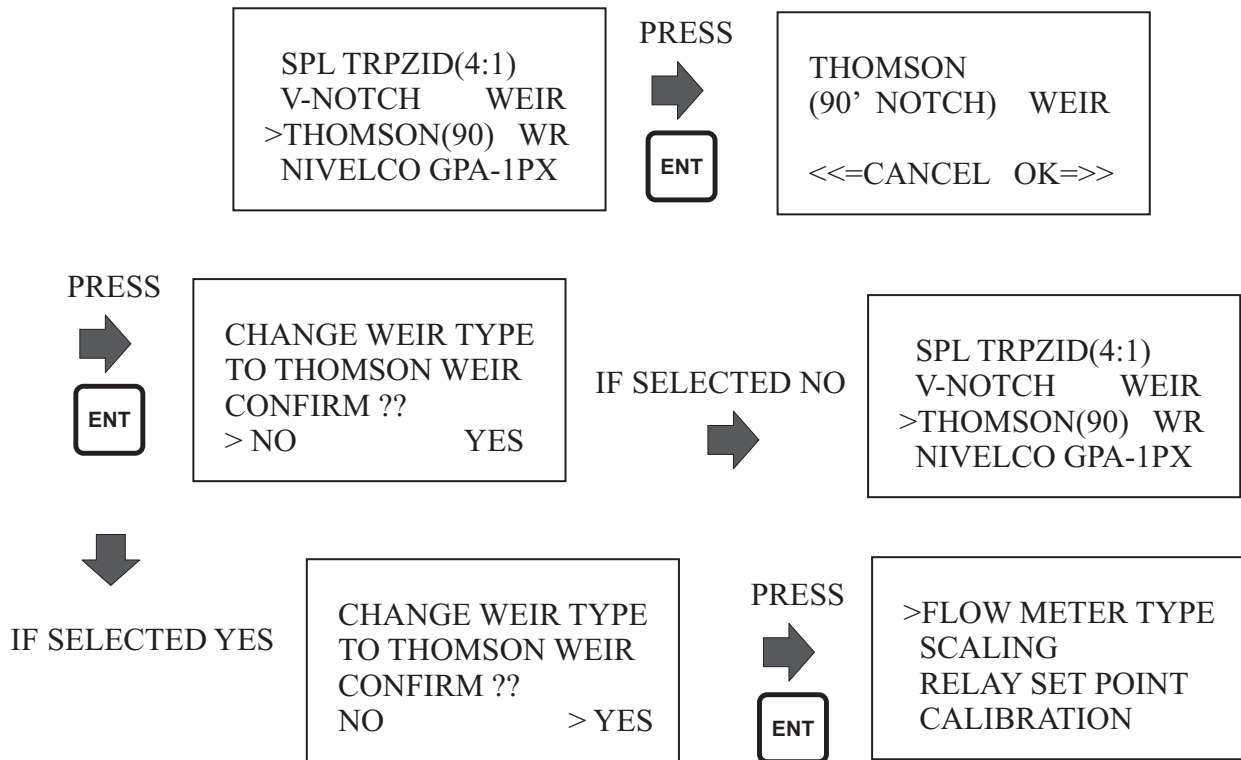 SPL TRPZID(4:1)
V-NOTCH WEIR
>THOMSON(90) WR
NIVELCO GPA-1PX
PRESS
ENT
THOMSON
(90' NOTCH) WEIR
<<=CANCEL OK=>>
PRESS
ENT
CHANGE WEIR TYPE
TO THOMSON WEIR
CONFIRM ??
> NO YES
IF SELECTED NO
SPL TRPZID(4:1)
V-NOTCH WEIR
>THOMSON(90) WR
NIVELCO GPA-1PX
IF SELECTED YES
CHANGE WEIR TYPE
TO THOMSON WEIR
CONFIRM ??
NO > YES
PRESS
ENT
>FLOW METER TYPE
SCALING
RELAY SET POINT
CALIBRATION